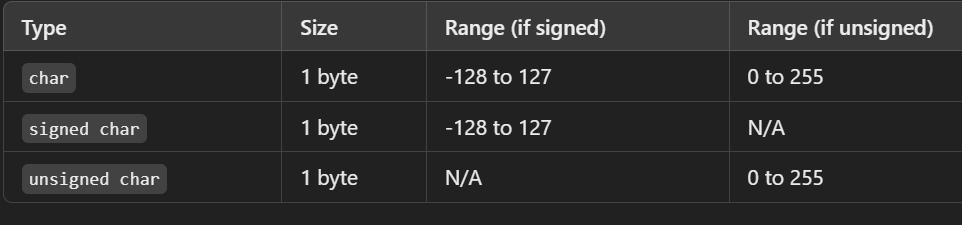 Type Size Range (if signed) Range (if unsigned)
char 1 byte -128 to 127 0 to 255
signed char 1 byte -128 to 127 N/A
unsigned char 1 byte N/A 0 to 255